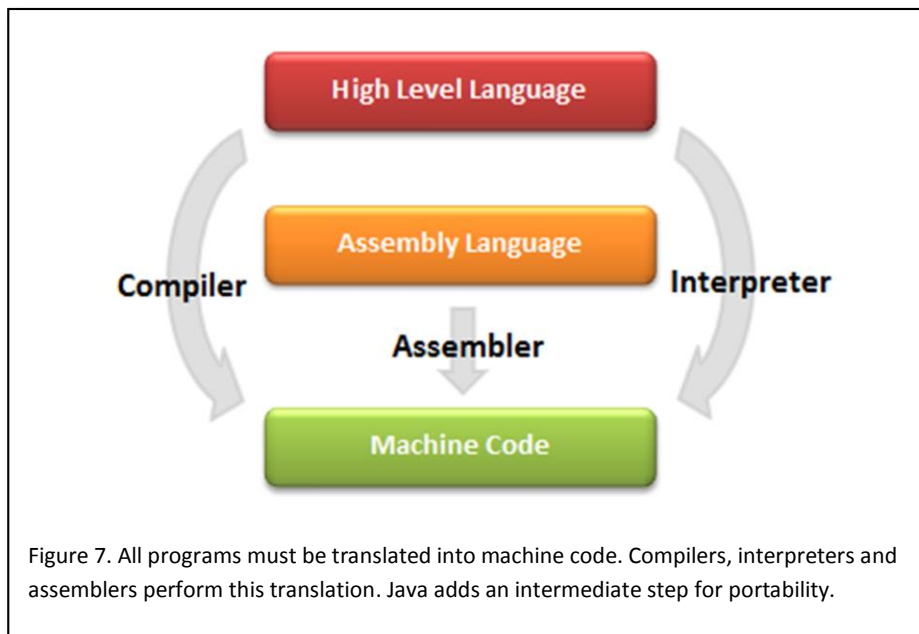 High Level Language
Assembly Language
Compiler
Interpreter
Assembler
Machine Code
Figure 7. All programs must be translated into machine code. Compilers, interpreters and
assemblers perform this translation. Java adds an intermediate step for portability.